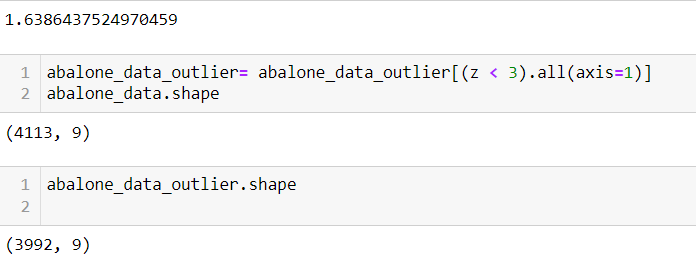 1.6386437524970459
1 abalone_data_outlier= abalone_data_outlier[(z < 3).all(axis=1)]
2 abalone_data.shape
(4113, 9)
1 abalone_data_outlier.shape
2
(3992, 9)